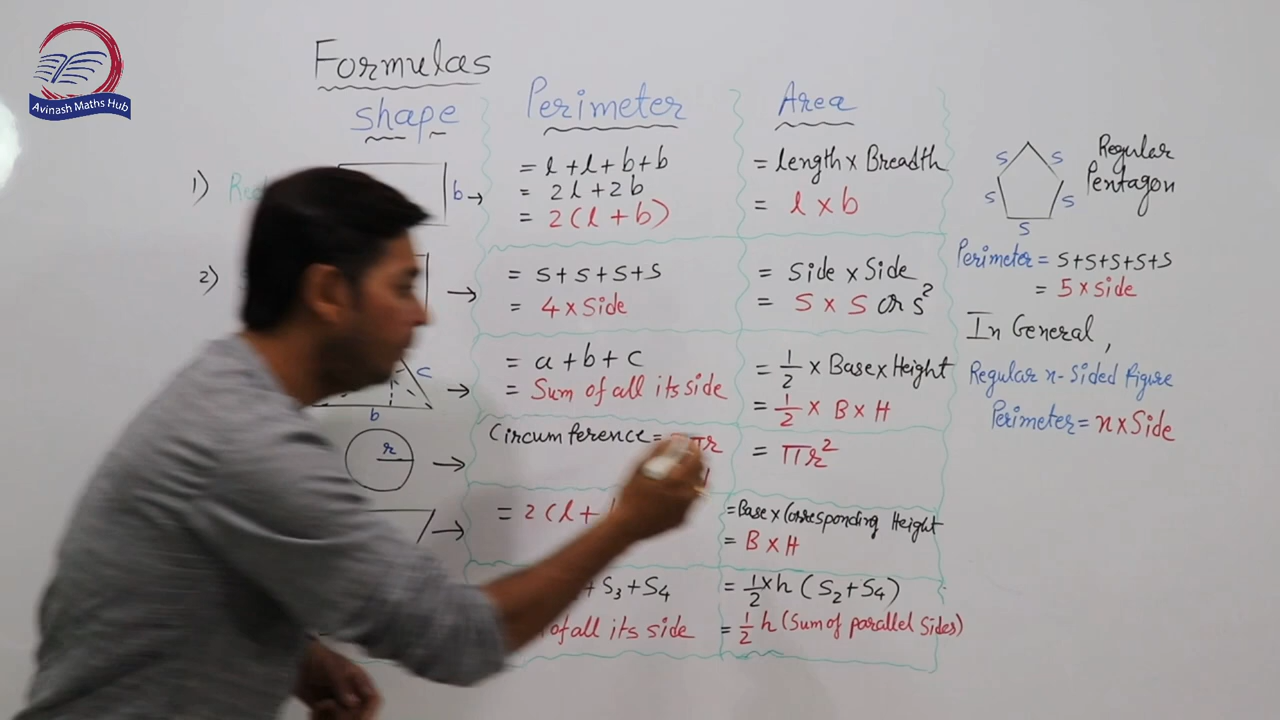 Avinash Maths Hub
Formulas
Shape Perimeter Area
1) b→ = l + l + b + b = length × Breadth
= 2l + 2b
= 2(l + b) = l × b
2) → = S + S + S + S = Side × Side
= 4 × Side = S × S or s²
c → = a + b + c = 1/2 × Base × Height
b = Sum of all its side = 1/2 × B × H
r → Circumference = πr = πr²
→ = 2(l + = Base × Corresponding Height
= B × H
+ S₃ + S₄ = 1/2 × h (S₂ + S₄)
of all its side = 1/2 h (Sum of parallel Sides)
S S S S S
Regular
Pentagon
Perimeter = S+S+S+S+S
= 5 × side
In General,
Regular n-sided figure
Perimeter = n × Side